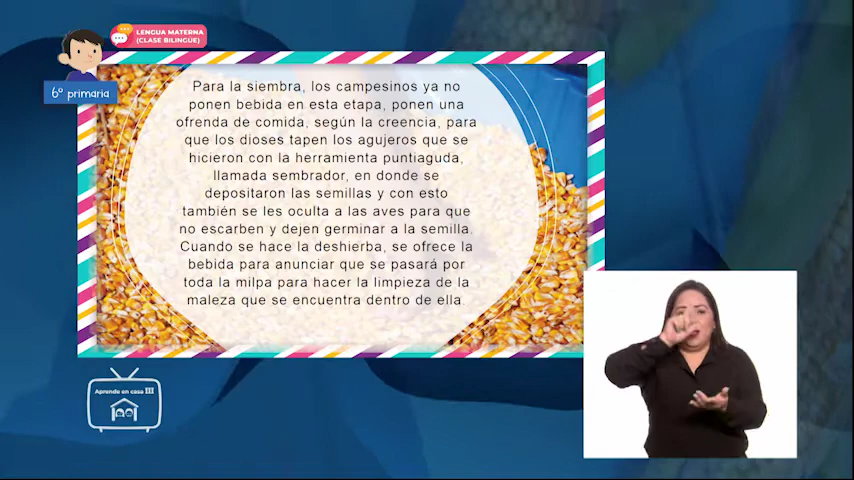 LENGUA MATERNA
(CLASE BILINGÜE)
6° primaria
Para la siembra, los campesinos ya no
ponen bebida en esta etapa, ponen una
ofrenda de comida, según la creencia, para
que los dioses tapen los agujeros que se
hicieron con la herramienta puntiaguda,
llamada sembrador, en donde se
depositaron las semillas y con esto
también se les oculta a las aves para que
no escarben y dejen germinar a la semilla.
Cuando se hace la deshierba, se ofrece la
bebida para anunciar que se pasará por
toda la milpa para hacer la limpieza de la
maleza que se encuentra dentro de ella.
Aprende en casa III